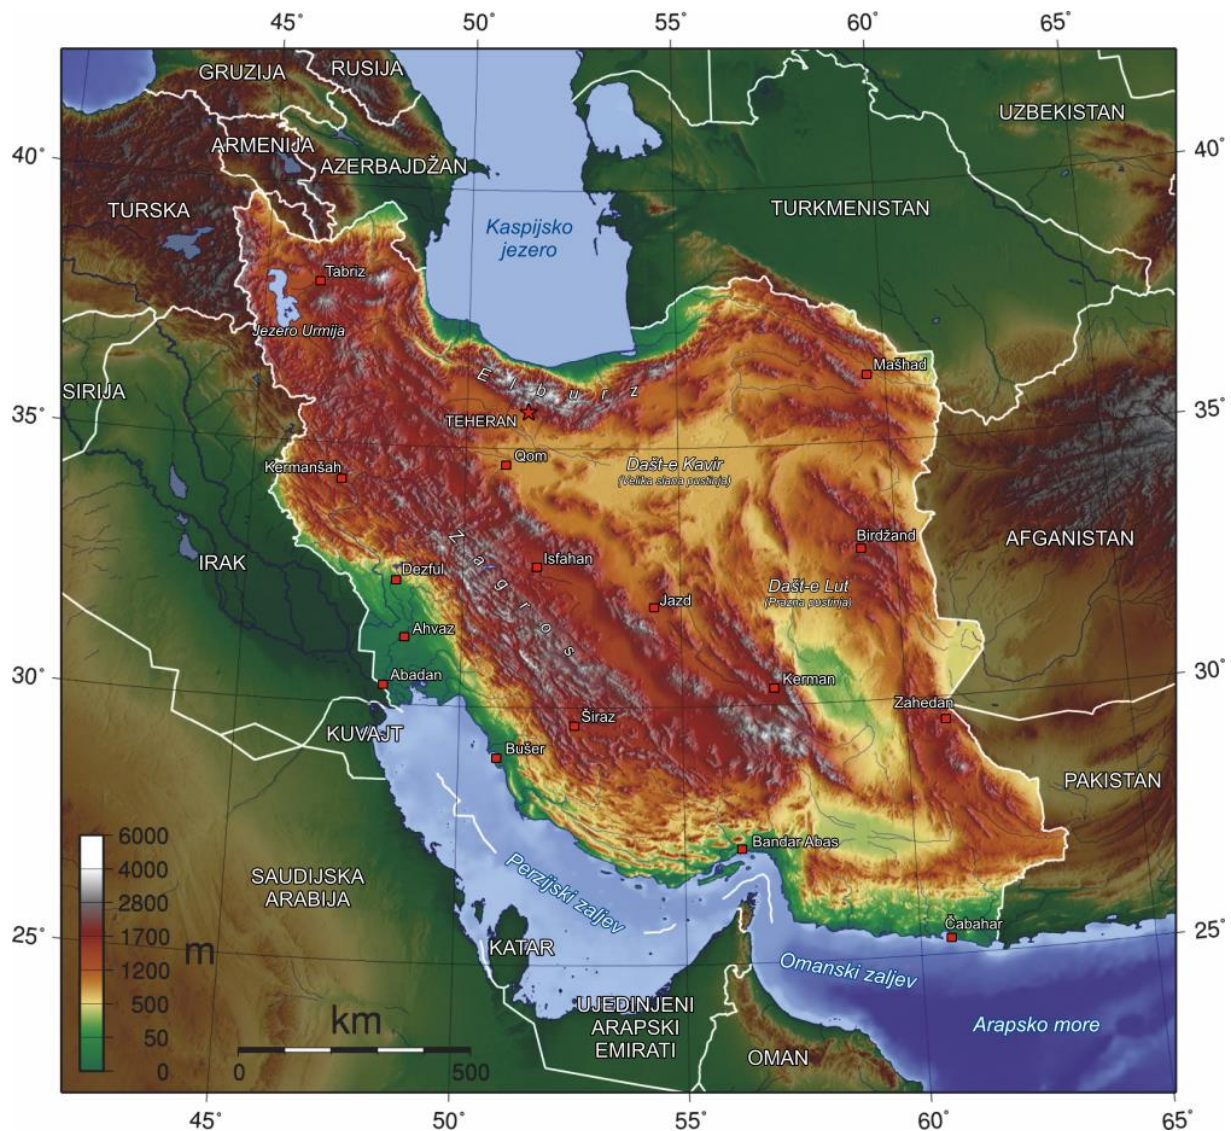 45°
50°
55°
60°
65°
GRUZIJA
RUSIJA
UZBEKISTAN
ARMENIJA
40°
AZERBAJDŽAN
40°
TURSKA
TURKMENISTAN
Kaspijsko
jezero
Tabriz
Jezero Urmija
Mašhad
SIRIJA
Elburz
35°
TEHERAN
35°
Qom
Dašt-e Kavir
(Velika slana pustinja)
Kermanšah
Zagros
Birdžand
AFGANISTAN
IRAK
Isfahan
Dezful
Dašt-e Lut
(Prazna pustinja)
Jazd
Ahvaz
30°
Abadan
Kerman
30°
Zahedan
KUVAJT
Širaz
Bušer
PAKISTAN
6000
4000
2800
1700
1200
500
50
0
m
Bandar Abas
SAUDIJSKA
ARABIJA
Perzijski zaljev
25°
Čabahar
25°
KATAR
Omanski zaljev
km
0
500
UJEDINJENI
ARAPSKI
EMIRATI
Arapsko more
OMAN
45°
50°
55°
60°
65°